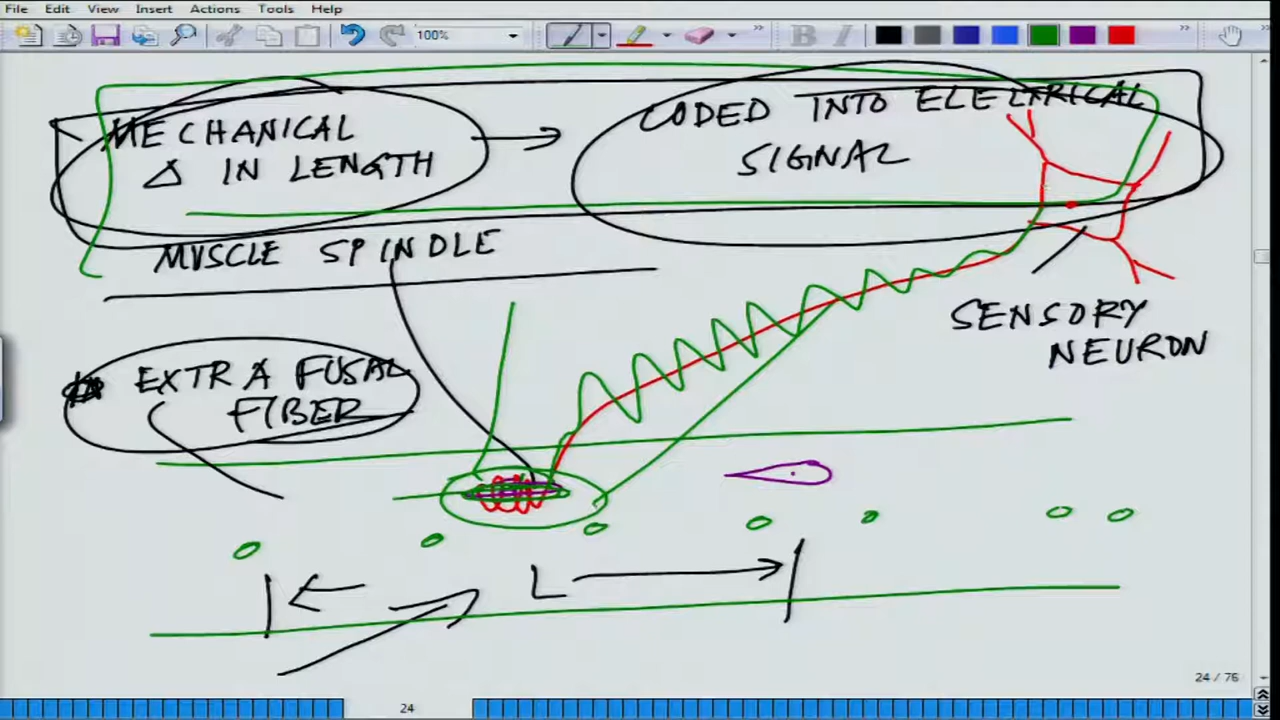 File Edit View Insert Actions Tools Help
100%
MECHANICAL
Δ IN LENGTH
CODED INTO ELECTRICAL
SIGNAL
MUSCLE SPINDLE
SENSORY
NEURON
EXTRA FUSAL
FIBER
L
24 / 76
24